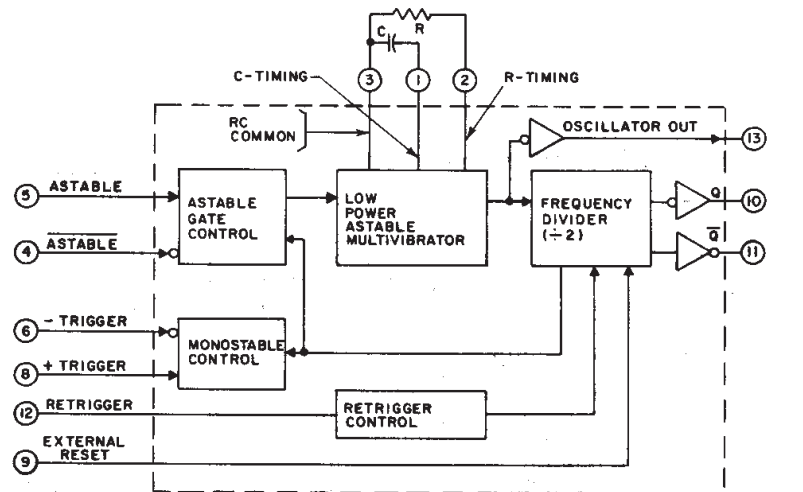 R
C
3
1
2
C-TIMING
R-TIMING
RC
COMMON
OSCILLATOR OUT
13
5
ASTABLE
ASTABLE
GATE
CONTROL
LOW
POWER
ASTABLE
MULTIVIBRATOR
FREQUENCY
DIVIDER
(÷2)
Q
10
4
ASTABLE
Q
11
6
- TRIGGER
MONOSTABLE
CONTROL
8
+ TRIGGER
12
RETRIGGER
RETRIGGER
CONTROL
EXTERNAL
RESET
9